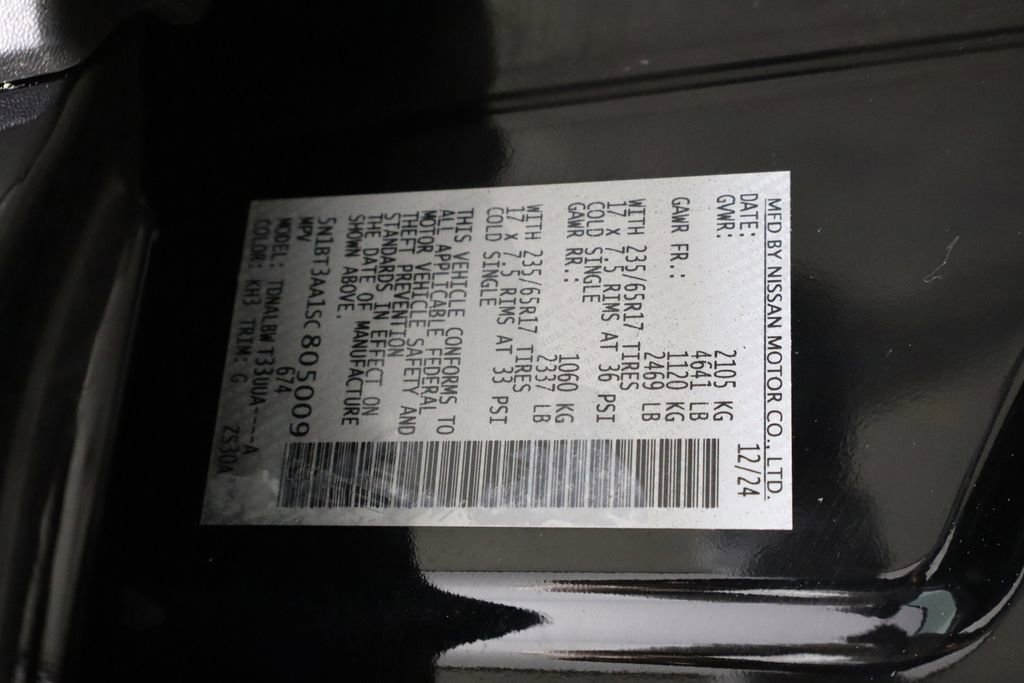 MFD BY NISSAN MOTOR CO., LTD.
DATE: 12/24
GVWR: 2105 KG
4641 LB
GAWR FR.: 1120 KG
2469 LB
WITH 235/65R17 TIRES
17 X 7.5 RIMS AT 36 PSI
COLD SINGLE
GAWR RR.: 1060 KG
2337 LB
WITH 235/65R17 TIRES
17 X 7.5 RIMS AT 33 PSI
COLD SINGLE
THIS VEHICLE CONFORMS TO
ALL APPLICABLE FEDERAL
MOTOR VEHICLE SAFETY AND
THEFT PREVENTION
STANDARDS IN EFFECT ON
THE DATE OF MANUFACTURE
SHOWN ABOVE.
5N1BT3AA1SC805009
MPV 674
MODEL: TDNALBW T33UUA----A
COLOR: KH3 TRIM: G ZS30A